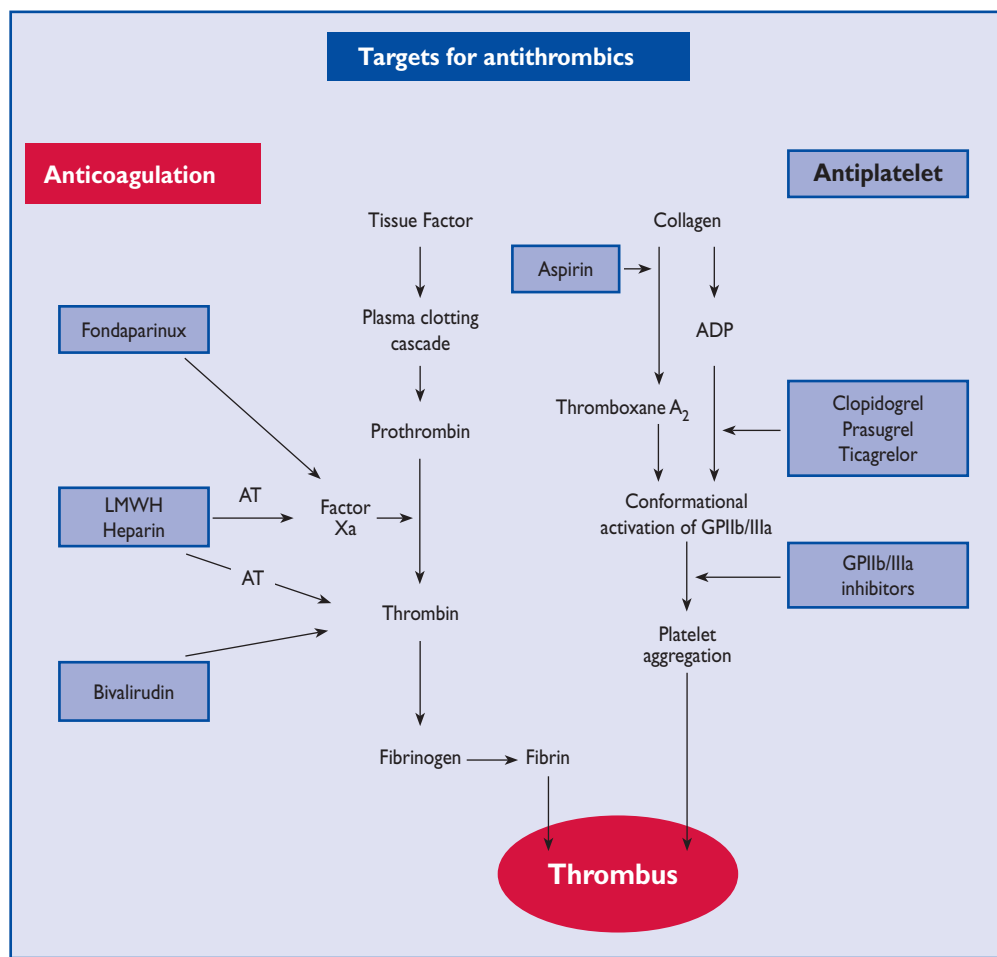 Targets for antithrombics
Anticoagulation
Antiplatelet
Tissue Factor
Collagen
Aspirin
Fondaparinux
Plasma clotting
cascade
ADP
Thromboxane A₂
Clopidogrel
Prasugrel
Ticagrelor
Prothrombin
LMWH
Heparin
AT
AT
Factor
Xa
Conformational
activation of GPIIb/IIIa
GPIIb/IIIa
inhibitors
Thrombin
Platelet
aggregation
Bivalirudin
Fibrinogen
Fibrin
Thrombus